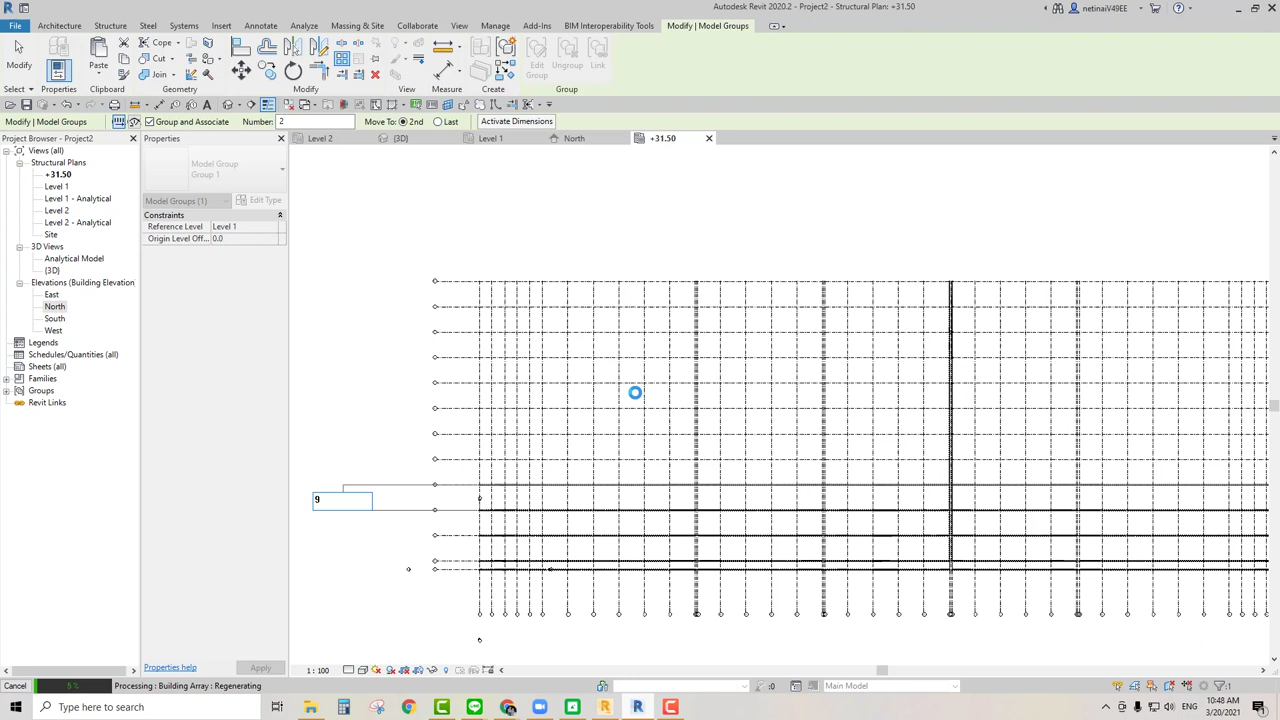 Autodesk Revit 2020.2 - Project2 - Structural Plan: +31.50
netinaiV49EE
File Architecture Structure Steel Systems Insert Annotate Analyze Massing & Site Collaborate View Manage Add-Ins BIM Interoperability Tools Modify | Model Groups
Modify
Properties
Paste
Cope
Cut
Join
Edit
Group
Ungroup
Link
Select Properties Clipboard Geometry Modify View Measure Create Group
Modify | Model Groups Group and Associate Number: 2 Move To: 2nd Last Activate Dimensions
Project Browser - Project2
Properties
Level 2 {3D} Level 1 North +31.50
Views (all)
Structural Plans
+31.50
Level 1
Level 1 - Analytical
Level 2
Level 2 - Analytical
Site
3D Views
Analytical Model
{3D}
Elevations (Building Elevation
East
North
South
West
Legends
Schedules/Quantities (all)
Sheets (all)
Families
Groups
Revit Links
Model Group
Group 1
Model Groups (1) Edit Type
Constraints
Reference Level Level 1
Origin Level Off... 0.0
9
Properties help Apply
1 : 100
Cancel 5 % Processing : Building Array : Regenerating
:0 Main Model :1
Type here to search
ENG
10:48 AM
3/20/2021